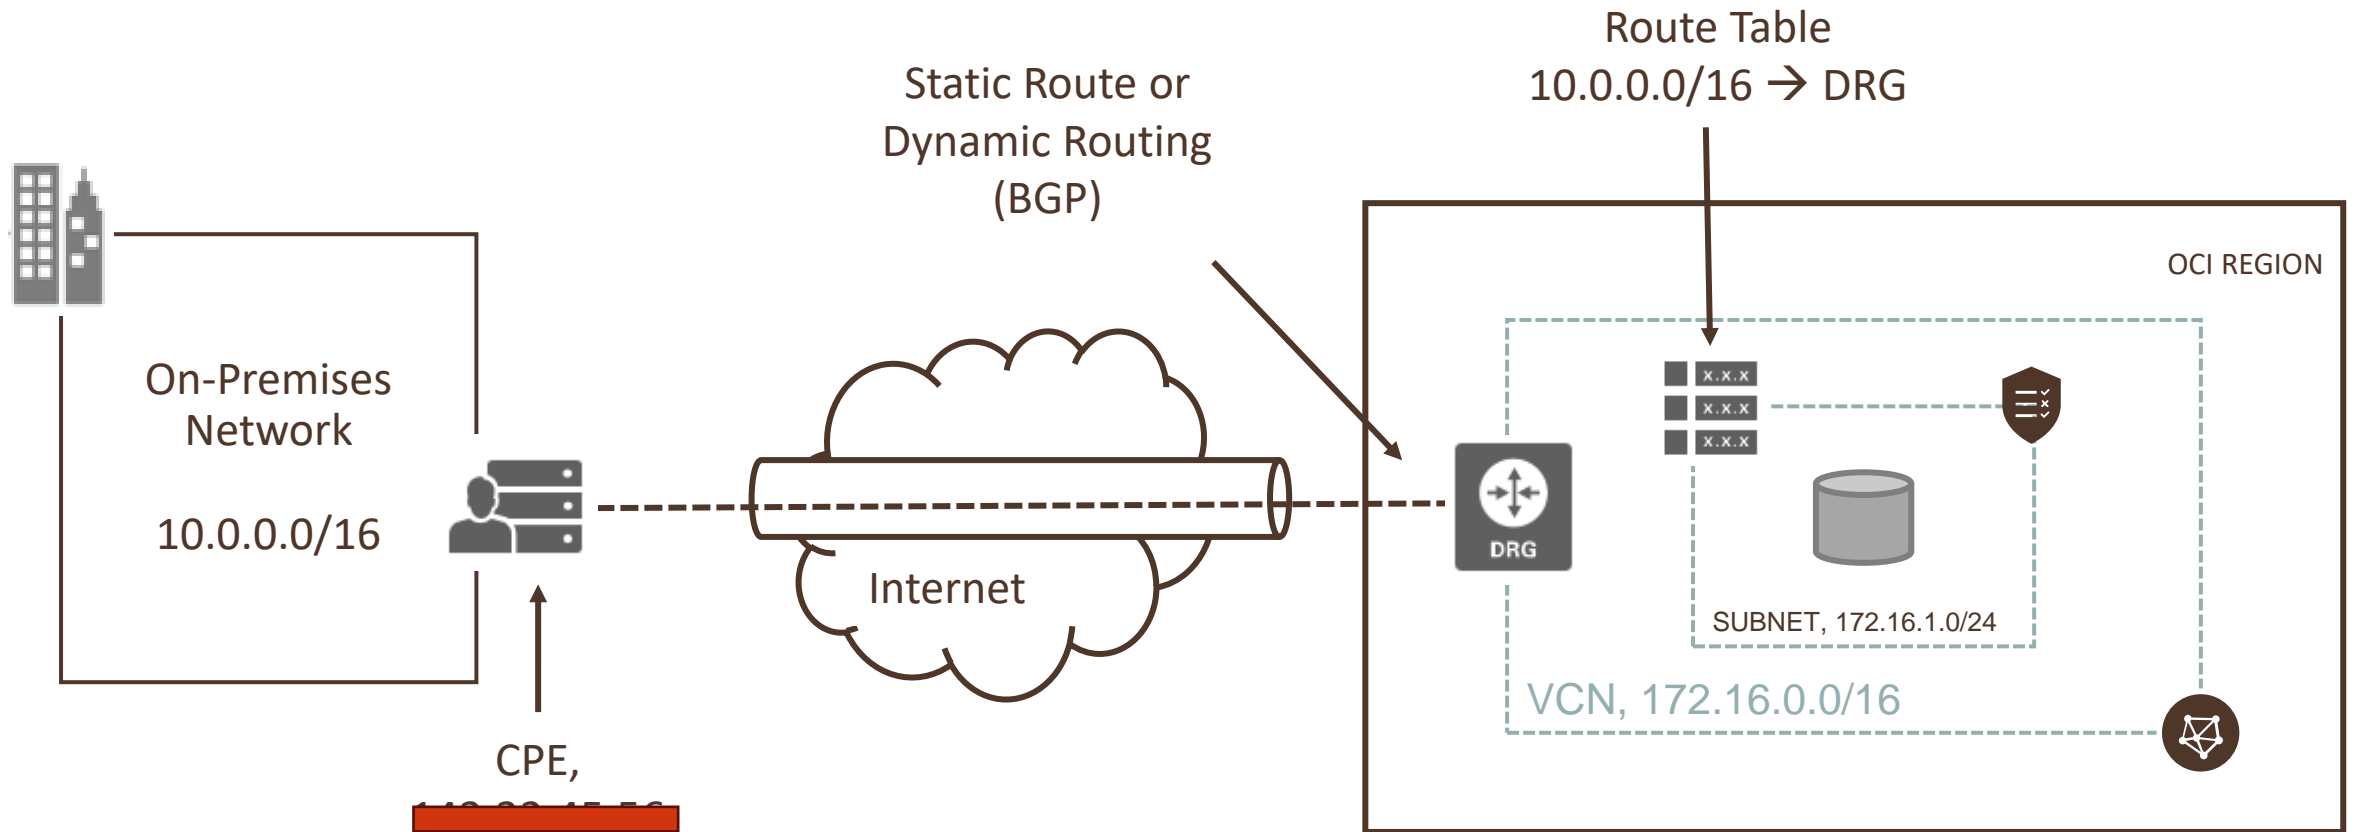 Route Table
10.0.0.0/16 → DRG
Static Route or
Dynamic Routing
(BGP)
OCI REGION
On-Premises
Network
10.0.0.0/16
x.x.x
x.x.x
x.x.x
DRG
Internet
SUBNET, 172.16.1.0/24
VCN, 172.16.0.0/16
CPE,